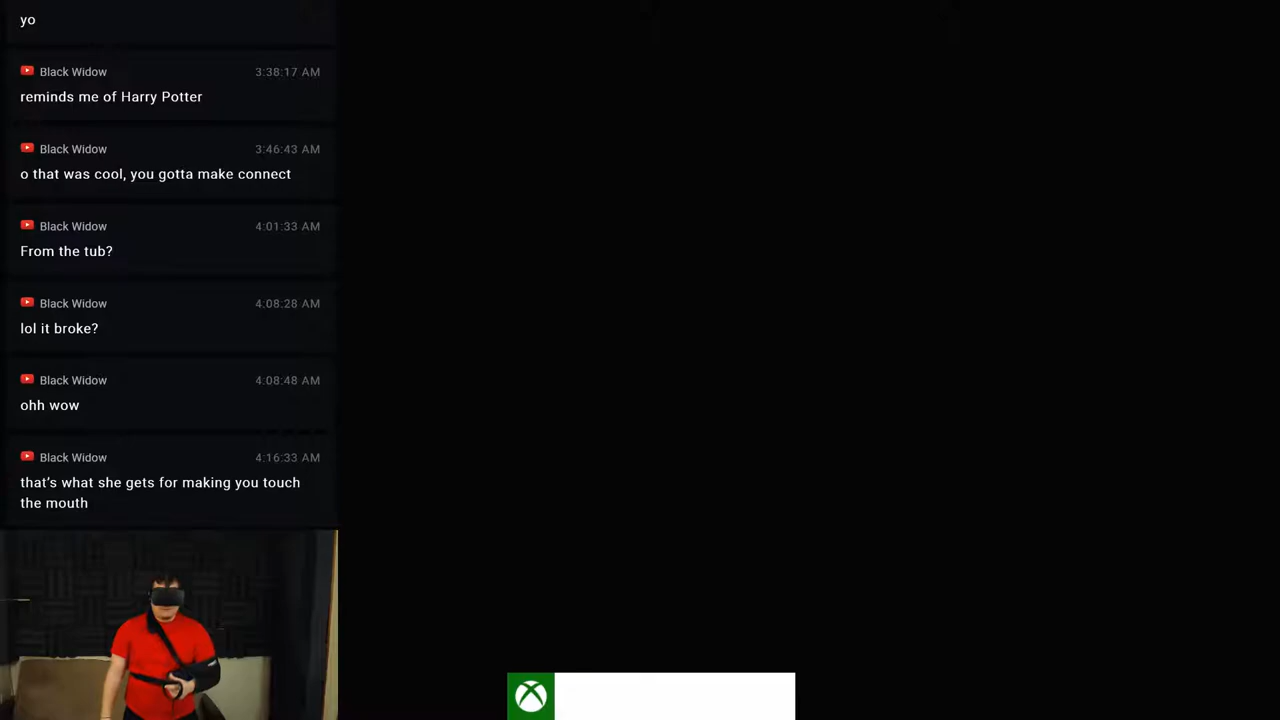 yo
Black Widow 3:38:17 AM
reminds me of Harry Potter
Black Widow 3:46:43 AM
o that was cool, you gotta make connect
Black Widow 4:01:33 AM
From the tub?
Black Widow 4:08:28 AM
lol it broke?
Black Widow 4:08:48 AM
ohh wow
Black Widow 4:16:33 AM
that’s what she gets for making you touch
the mouth